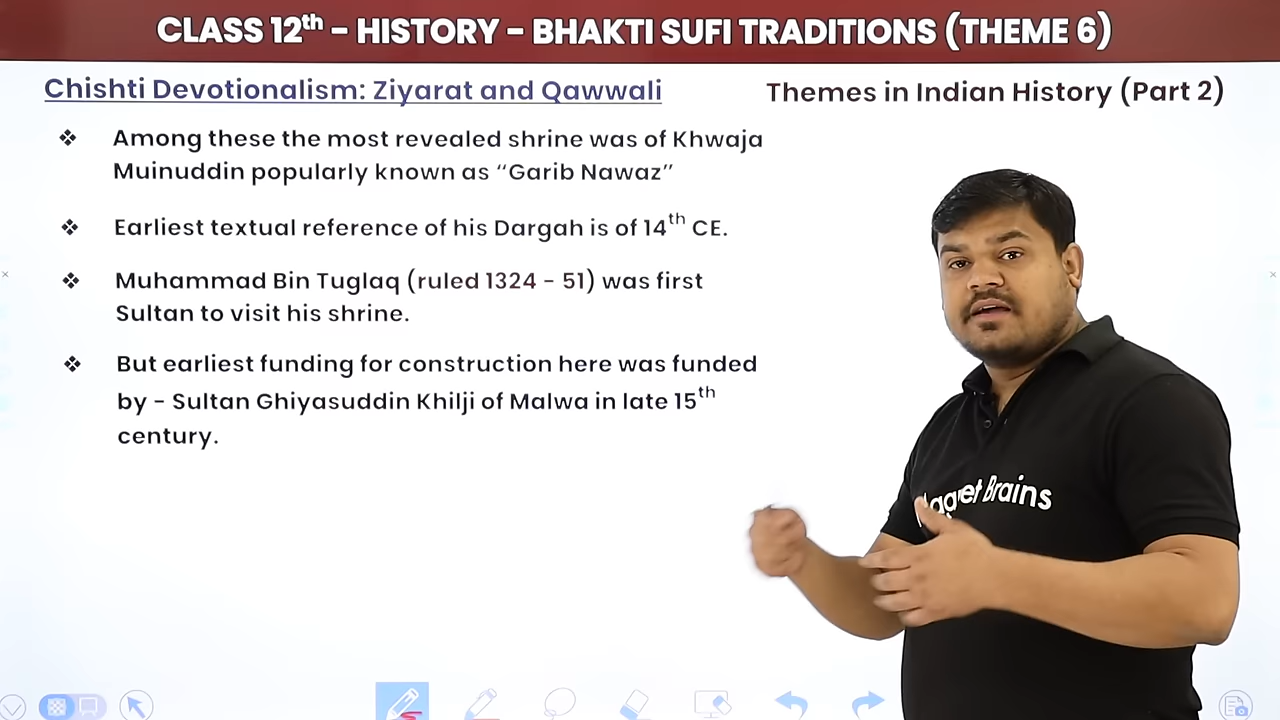 CLASS 12th - HISTORY - BHAKTI SUFI TRADITIONS (THEME 6)
Chishti Devotionalism: Ziyarat and Qawwali
Themes in Indian History (Part 2)
❖ Among these the most revealed shrine was of Khwaja
Muinuddin popularly known as “Garib Nawaz”
❖ Earliest textual reference of his Dargah is of 14th CE.
❖ Muhammad Bin Tuglaq (ruled 1324 - 51) was first
Sultan to visit his shrine.
❖ But earliest funding for construction here was funded
by - Sultan Ghiyasuddin Khilji of Malwa in late 15th
century.
Brains